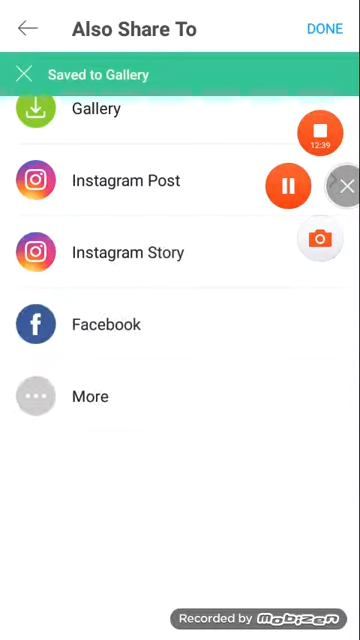 Also Share To
DONE
Saved to Gallery
Gallery
12:39
Instagram Post
Instagram Story
Facebook
More
Recorded by mobizen